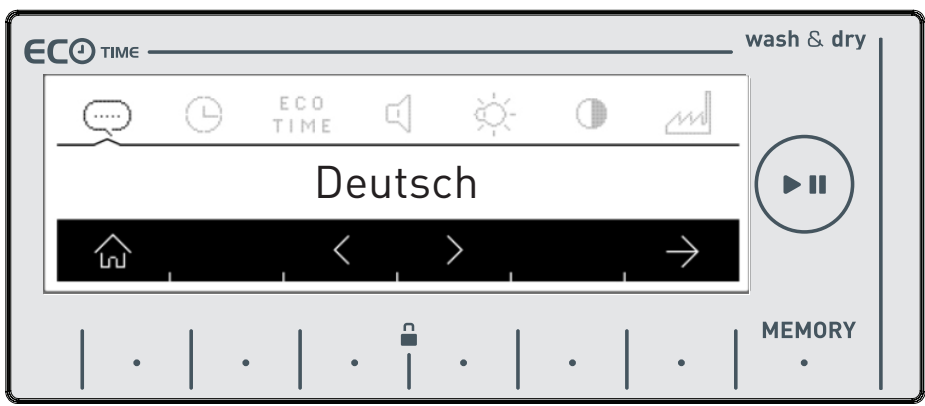 ECO TIME
wash & dry
ECO
TIME
Deutsch
MEMORY